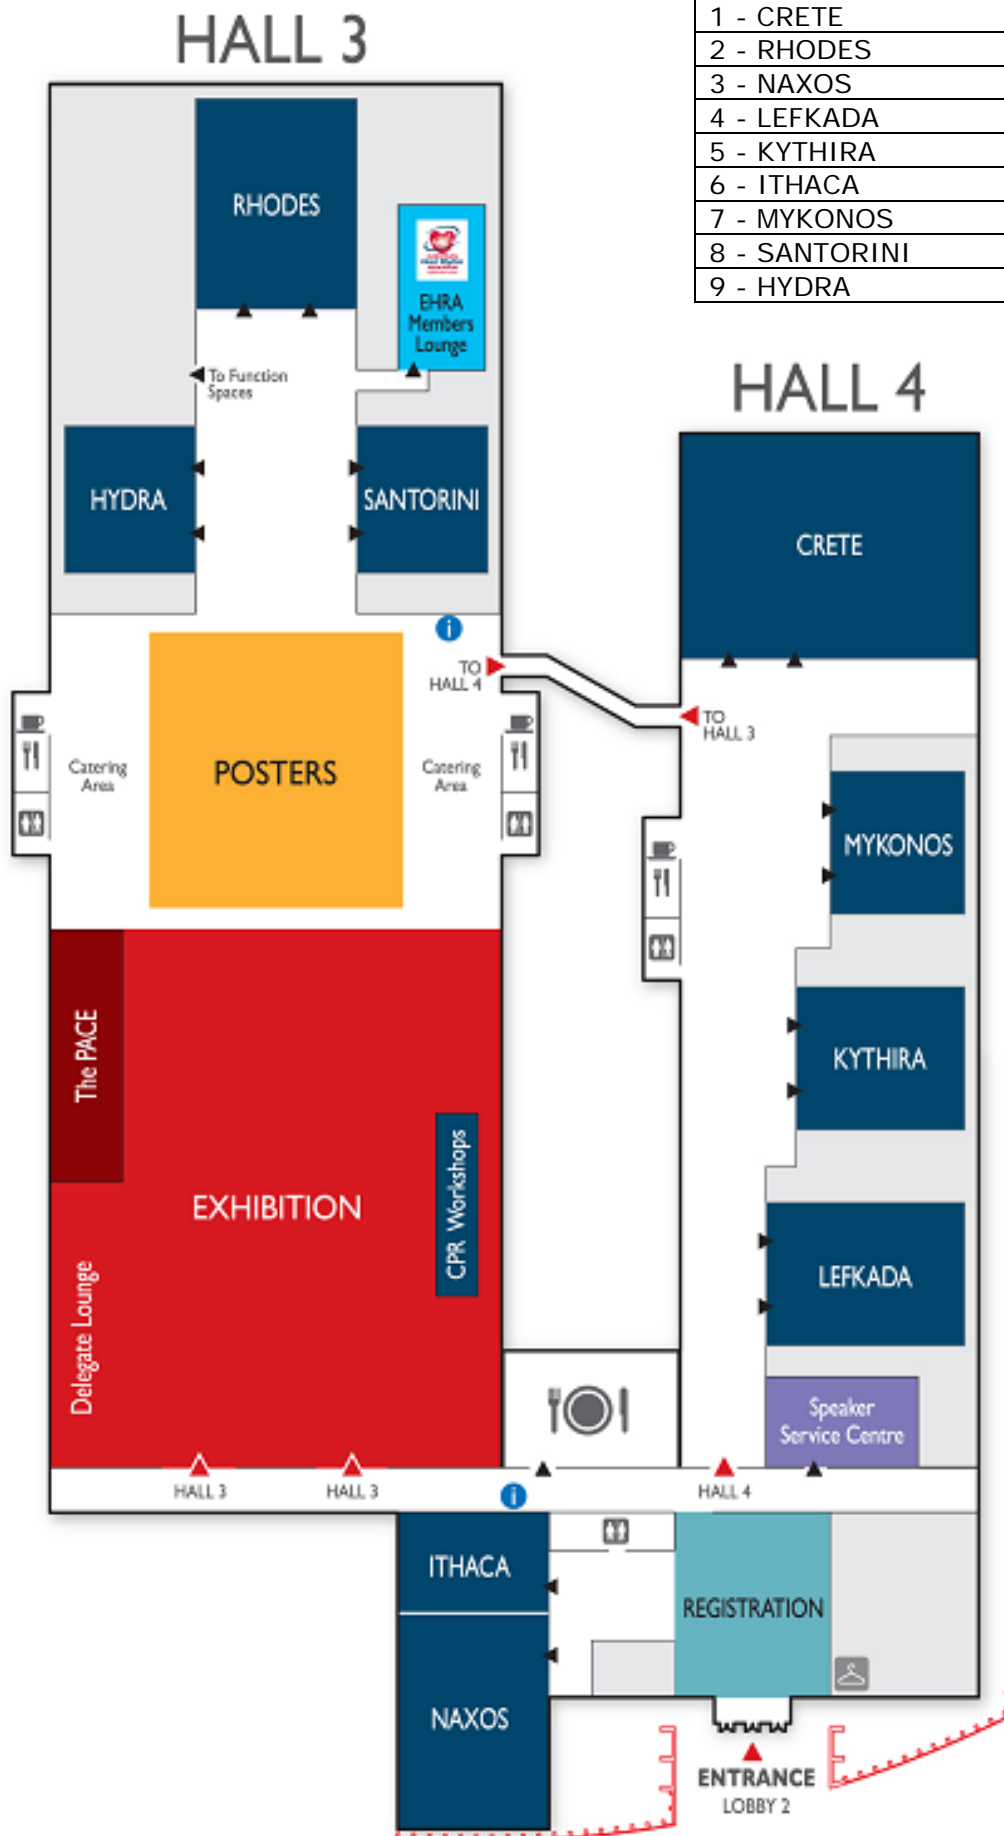 HALL 3
1 - CRETE
2 - RHODES
3 - NAXOS
4 - LEFKADA
5 - KYTHIRA
6 - ITHACA
7 - MYKONOS
8 - SANTORINI
9 - HYDRA
RHODES
EHRA
Members
Lounge
To Function
Spaces
HALL 4
HYDRA
SANTORINI
CRETE
i
TO
HALL 4
TO
HALL 3
Catering
Area
POSTERS
Catering
Area
MYKONOS
The PACE
KYTHIRA
CPR Workshops
EXHIBITION
Delegate Lounge
LEFKADA
Speaker
Service Centre
HALL 3
HALL 3
i
HALL 4
ITHACA
REGISTRATION
NAXOS
ENTRANCE
LOBBY 2